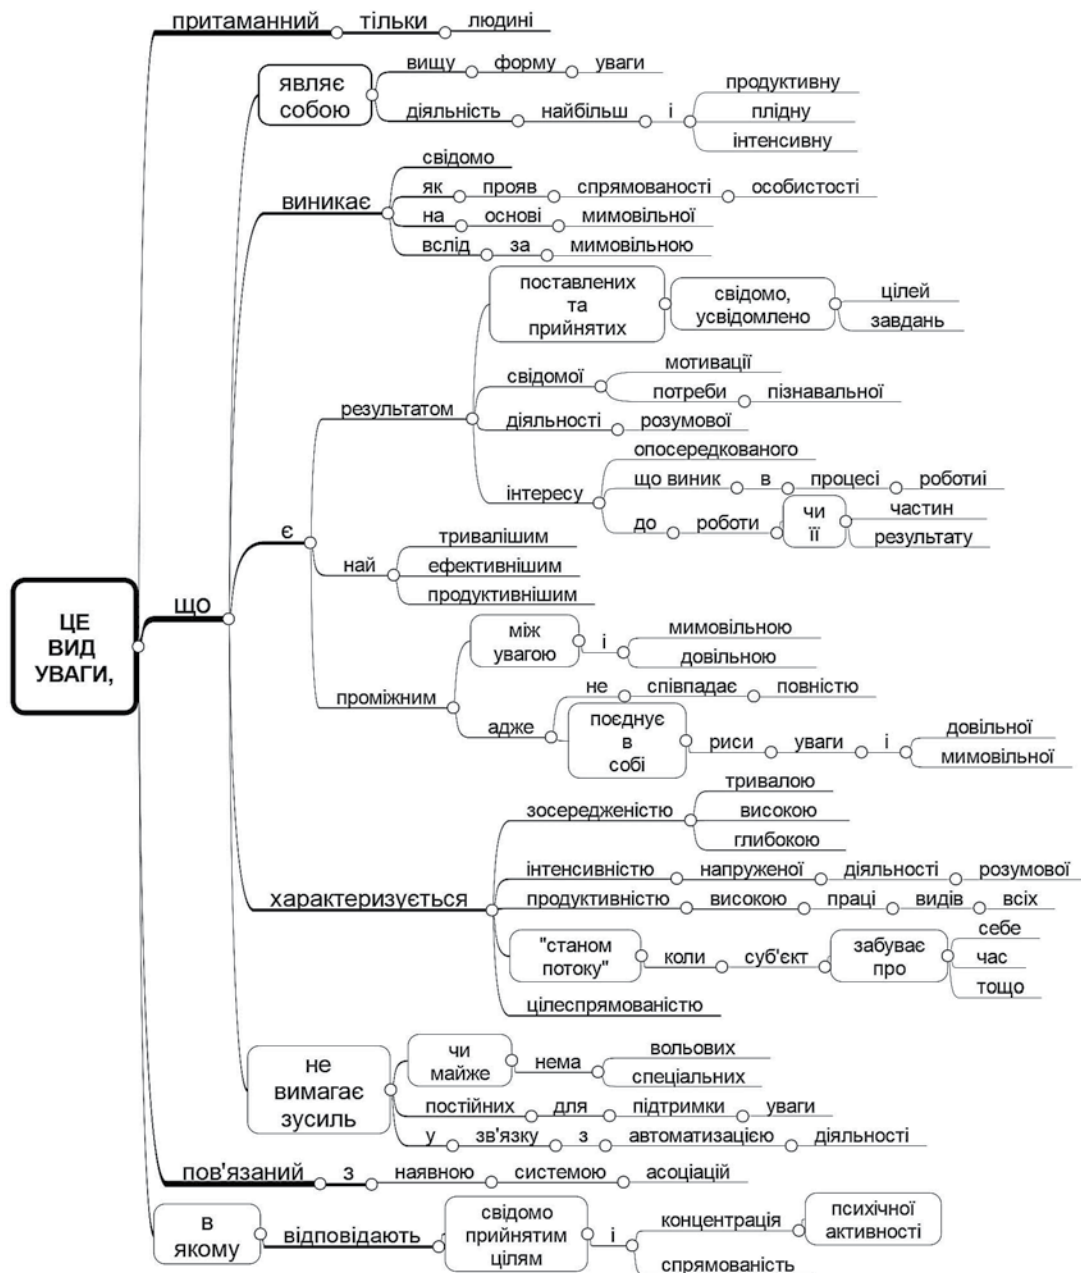 притаманний тільки людині
являє
собою
вищу форму уваги
діяльність найбільш і
продуктивну
плідну
інтенсивну
виникає
свідомо
як прояв спрямованості особистості
на основі мимовільної
вслід за мимовільною
є
результатом
поставлених
та
прийнятих
свідомо,
усвідомлено
цілей
завдань
свідомої
мотивації
потреби пізнавальної
діяльності розумової
інтересу
опосередкованого
що виник в процесі роботиі
до роботи
чи
її
частин
результату
най
тривалішим
ефективнішим
продуктивнішим
ЦЕ
ВИД
УВАГИ,
що
проміжним
між
увагою
і
мимовільною
довільною
адже
не співпадає повністю
поєднує
в
собі
риси уваги і
довільної
мимовільної
характеризується
зосередженістю
тривалою
високою
глибокою
інтенсивністю напруженої діяльності розумової
продуктивністю високою праці видів всіх
"станом
потоку"
коли суб'єкт
забуває
про
себе
час
тощо
цілеспрямованістю
не
вимагає
зусиль
чи
майже
нема
вольових
спеціальних
постійних для підтримки уваги
у зв'язку з автоматизацією діяльності
пов'язаний з наявною системою асоціацій
в
якому
відповідають
свідомо
прийнятим
цілям
і
концентрація
психічної
активності
спрямованість